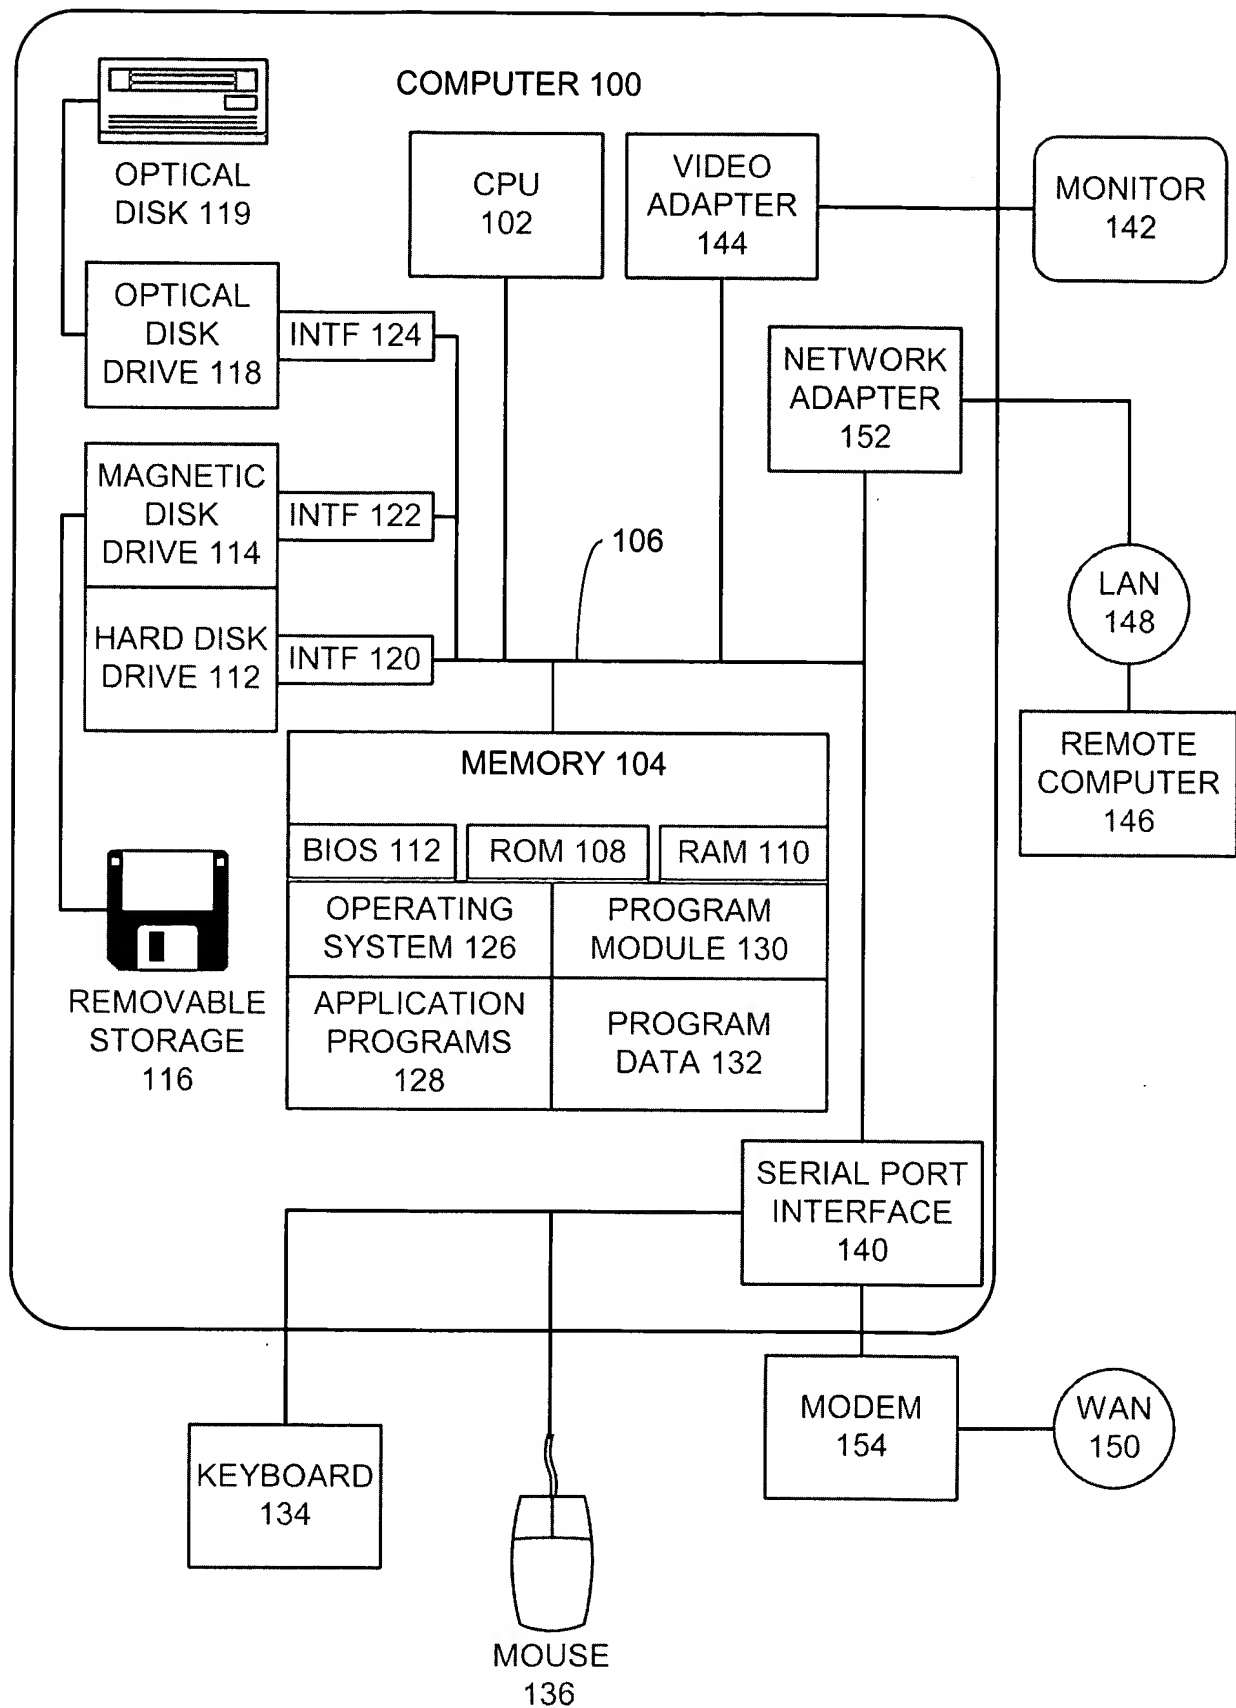 COMPUTER 100
OPTICAL
DISK 119
CPU
102
VIDEO
ADAPTER
144
MONITOR
142
OPTICAL
DISK
DRIVE 118
INTF 124
NETWORK
ADAPTER
152
MAGNETIC
DISK
DRIVE 114
INTF 122
106
LAN
148
HARD DISK
DRIVE 112
INTF 120
REMOTE
COMPUTER
146
MEMORY 104
BIOS 112
ROM 108
RAM 110
OPERATING
SYSTEM 126
PROGRAM
MODULE 130
REMOVABLE
STORAGE
116
APPLICATION
PROGRAMS
128
PROGRAM
DATA 132
SERIAL PORT
INTERFACE
140
MODEM
154
WAN
150
KEYBOARD
134
MOUSE
136